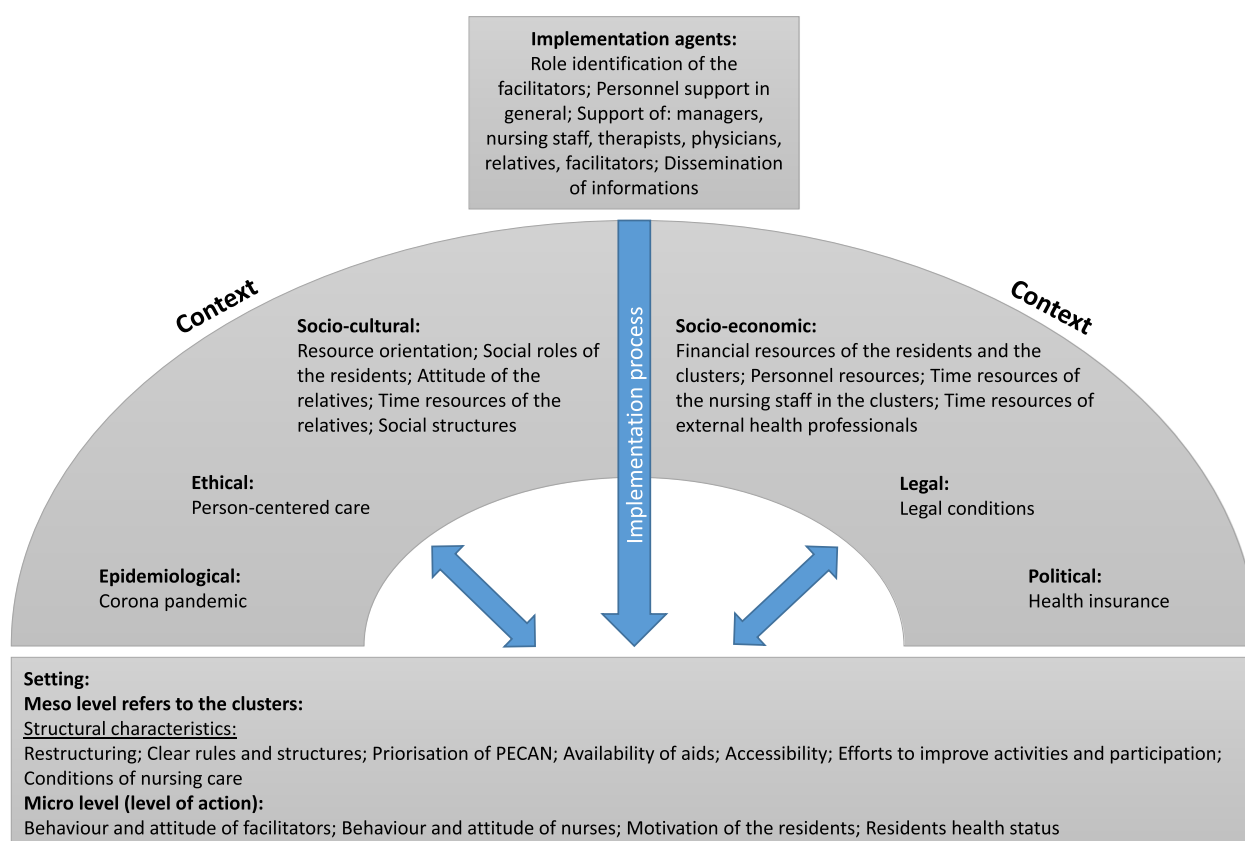 Implementation agents:
Role identification of the
facilitators; Personnel support in
general; Support of: managers,
nursing staff, therapists, physicians,
relatives, facilitators; Dissemination
of informations
Context
Context
Implementation process
Socio-cultural:
Resource orientation; Social roles of
the residents; Attitude of the
relatives; Time resources of the
relatives; Social structures
Socio-economic:
Financial resources of the residents and the
clusters; Personnel resources; Time resources of
the nursing staff in the clusters; Time resources of
external health professionals
Ethical:
Person-centered care
Legal:
Legal conditions
Epidemiological:
Corona pandemic
Political:
Health insurance
Setting:
Meso level refers to the clusters:
Structural characteristics:
Restructuring; Clear rules and structures; Priorisation of PECAN; Availability of aids; Accessibility; Efforts to improve activities and participation;
Conditions of nursing care
Micro level (level of action):
Behaviour and attitude of facilitators; Behaviour and attitude of nurses; Motivation of the residents; Residents health status